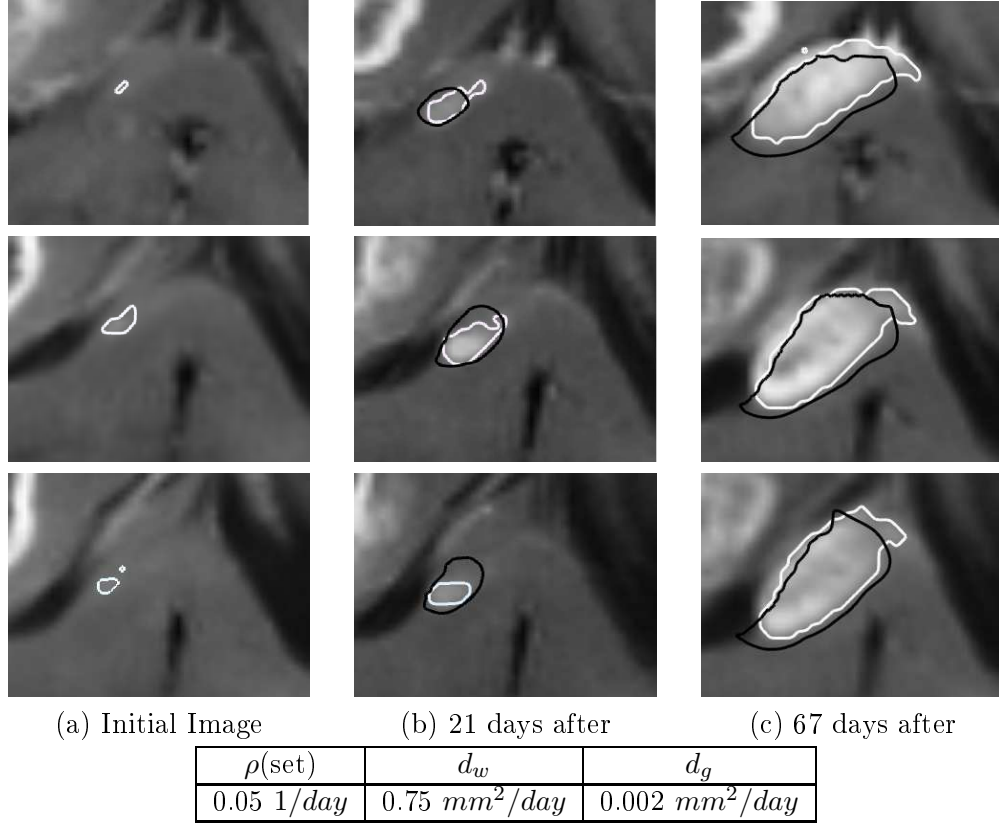 (a) Initial Image (b) 21 days after (c) 67 days after
ρ(set) d_w d_g
0.05 1/day 0.75 mm²/day 0.002 mm²/day